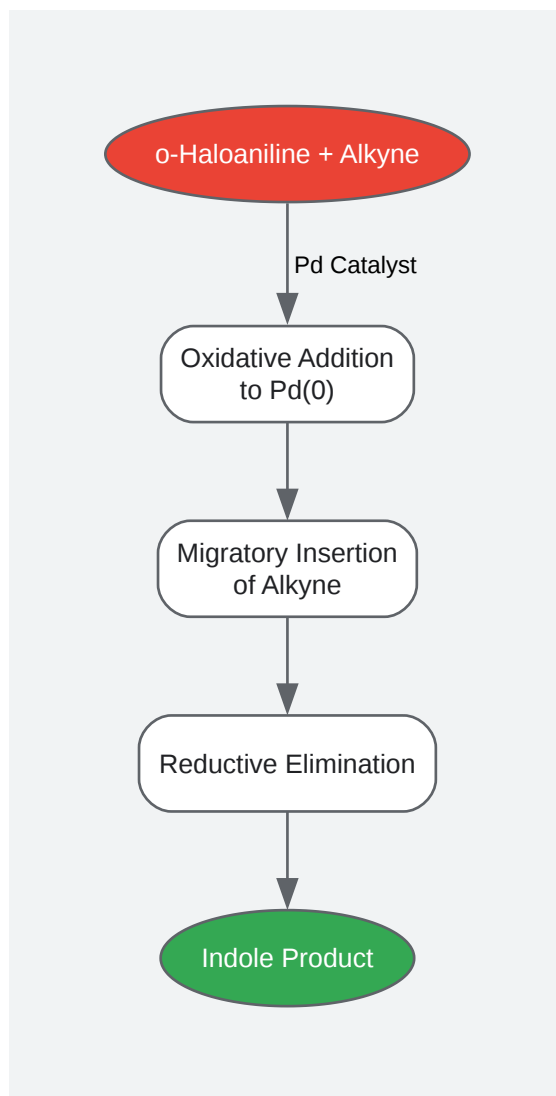 o-Haloaniline + Alkyne
Pd Catalyst
Oxidative Addition
to Pd(0)
Migratory Insertion
of Alkyne
Reductive Elimination
Indole Product